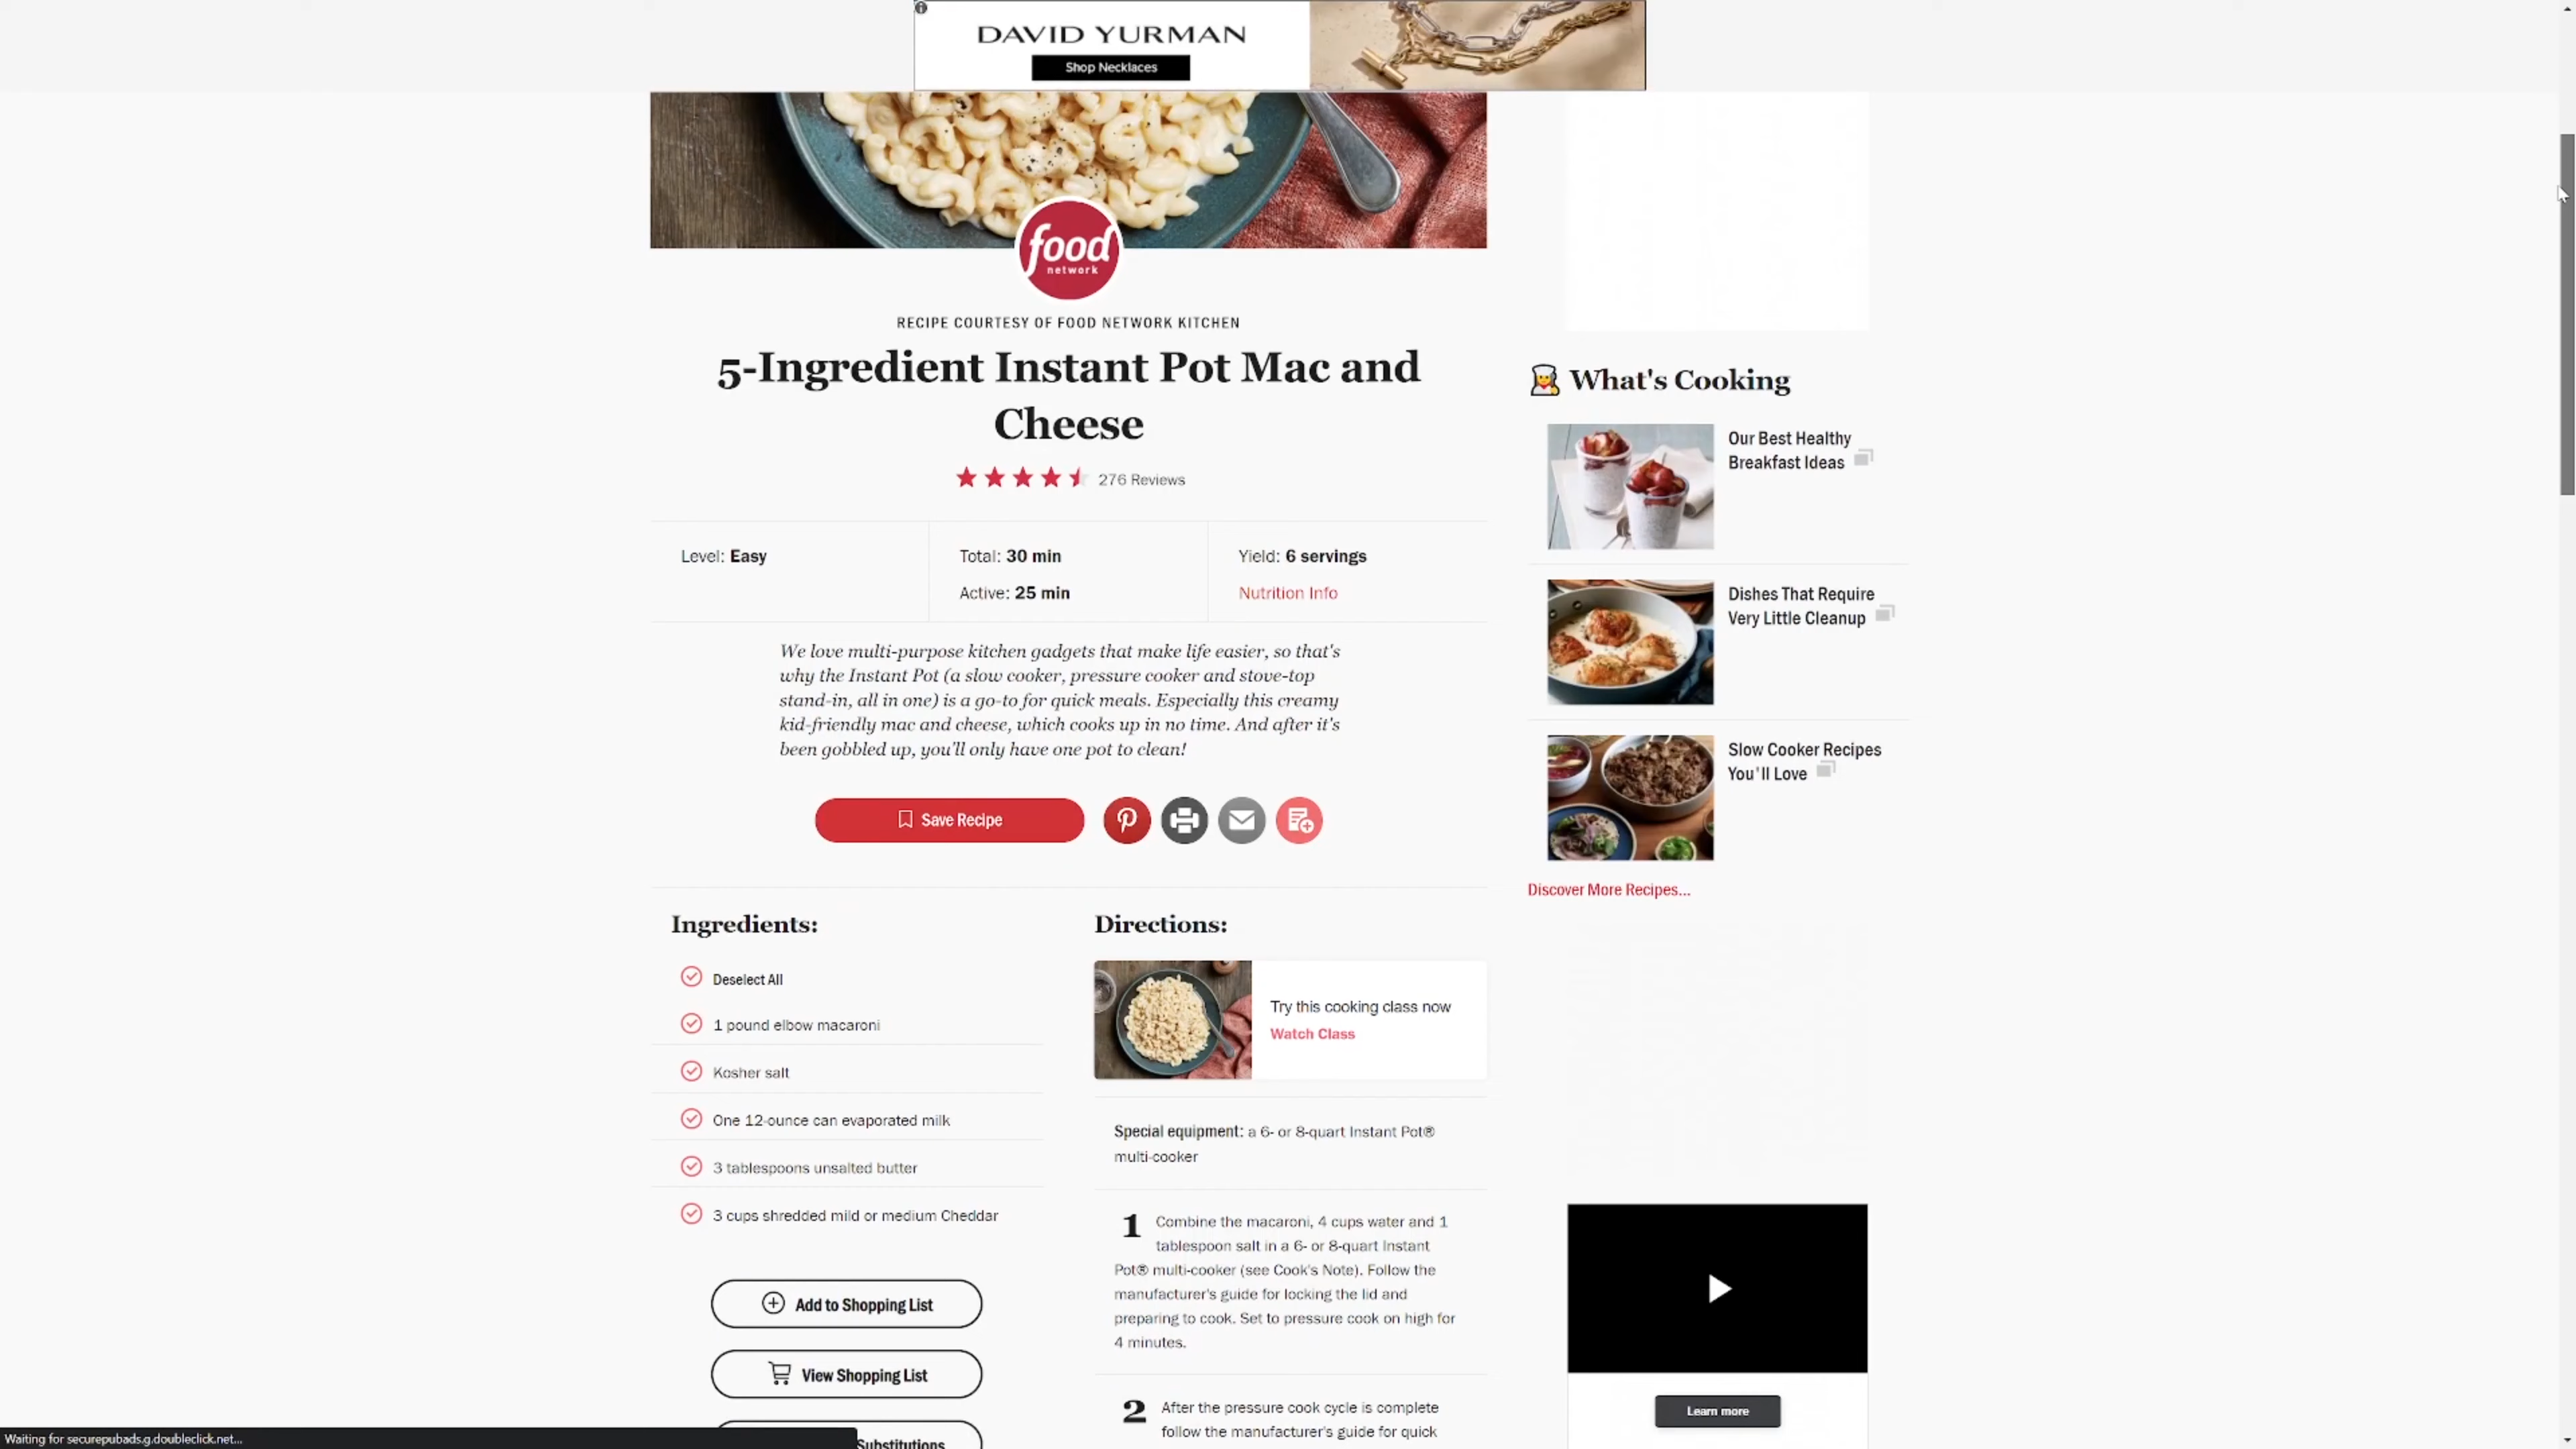 DAVID YURMAN
Shop Necklaces
food
network
RECIPE COURTESY OF FOOD NETWORK KITCHEN
5-Ingredient Instant Pot Mac and
Cheese
276 Reviews
Level: Easy
Total: 30 min
Active: 25 min
Yield: 6 servings
Nutrition Info
We love multi-purpose kitchen gadgets that make life easier, so that's
why the Instant Pot (a slow cooker, pressure cooker and stove-top
stand-in, all in one) is a go-to for quick meals. Especially this creamy
kid-friendly mac and cheese, which cooks up in no time. And after it's
been gobbled up, you'll only have one pot to clean!
Save Recipe
Ingredients:
Deselect All
1 pound elbow macaroni
Kosher salt
One 12-ounce can evaporated milk
3 tablespoons unsalted butter
3 cups shredded mild or medium Cheddar
Add to Shopping List
View Shopping List
Substitutions
Directions:
Try this cooking class now
Watch Class
Special equipment: a 6- or 8-quart Instant Pot®
multi-cooker
1 Combine the macaroni, 4 cups water and 1
tablespoon salt in a 6- or 8-quart Instant
Pot® multi-cooker (see Cook's Note). Follow the
manufacturer's guide for locking the lid and
preparing to cook. Set to pressure cook on high for
4 minutes.
2 After the pressure cook cycle is complete
follow the manufacturer's guide for quick
What's Cooking
Our Best Healthy
Breakfast Ideas
Dishes That Require
Very Little Cleanup
Slow Cooker Recipes
You'll Love
Discover More Recipes...
Learn more
Waiting for securepubads.g.doubleclick.net...